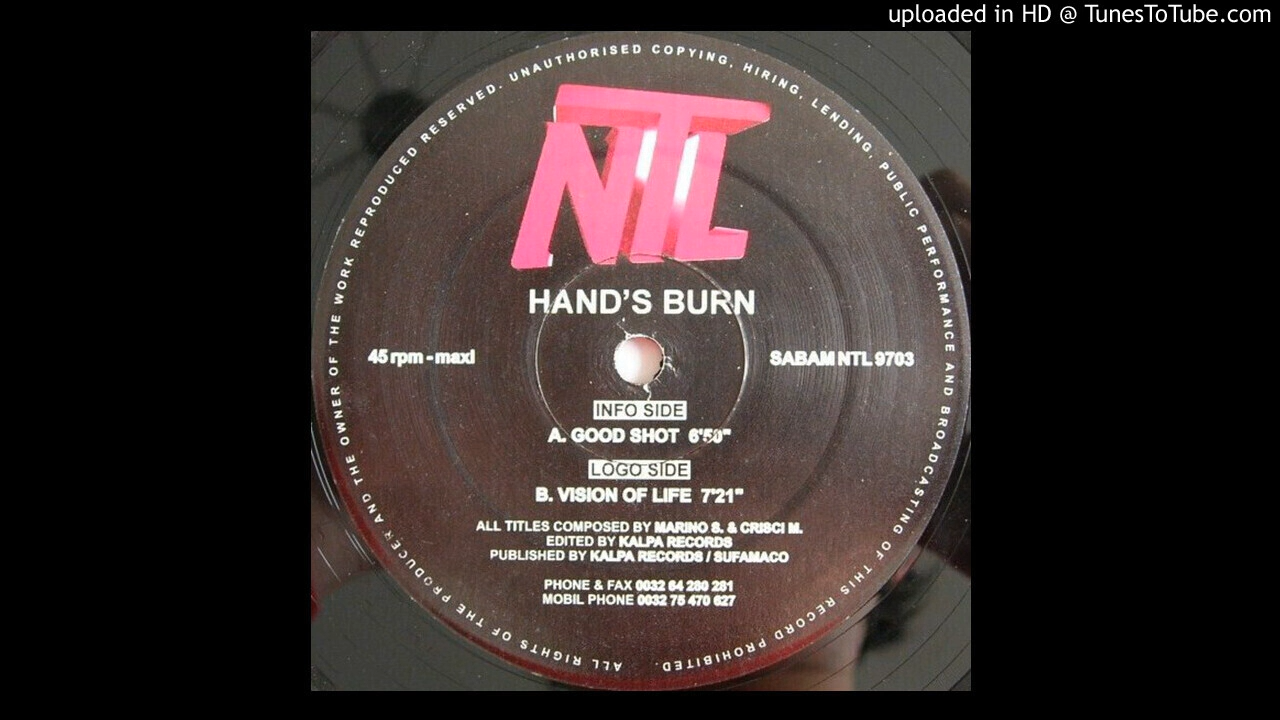 uploaded in HD @ TunesToTube.com
ALL RIGHTS OF THE PRODUCER AND THE OWNER OF THE WORK REPRODUCED RESERVED. UNAUTHORISED COPYING, HIRING, LENDING, PUBLIC PERFORMANCE AND BROADCASTING OF THIS RECORD PROHIBITED.
NTL
HAND'S BURN
45 rpm - maxi
SABAM NTL 9703
INFO SIDE
A. GOOD SHOT 6'50"
LOGO SIDE
B. VISION OF LIFE 7'21"
ALL TITLES COMPOSED BY MARINO S. & CRISCI M.
EDITED BY KALPA RECORDS
PUBLISHED BY KALPA RECORDS / SUFAMACO
PHONE & FAX 0032 64 280 281
MOBIL PHONE 0032 75 470 627